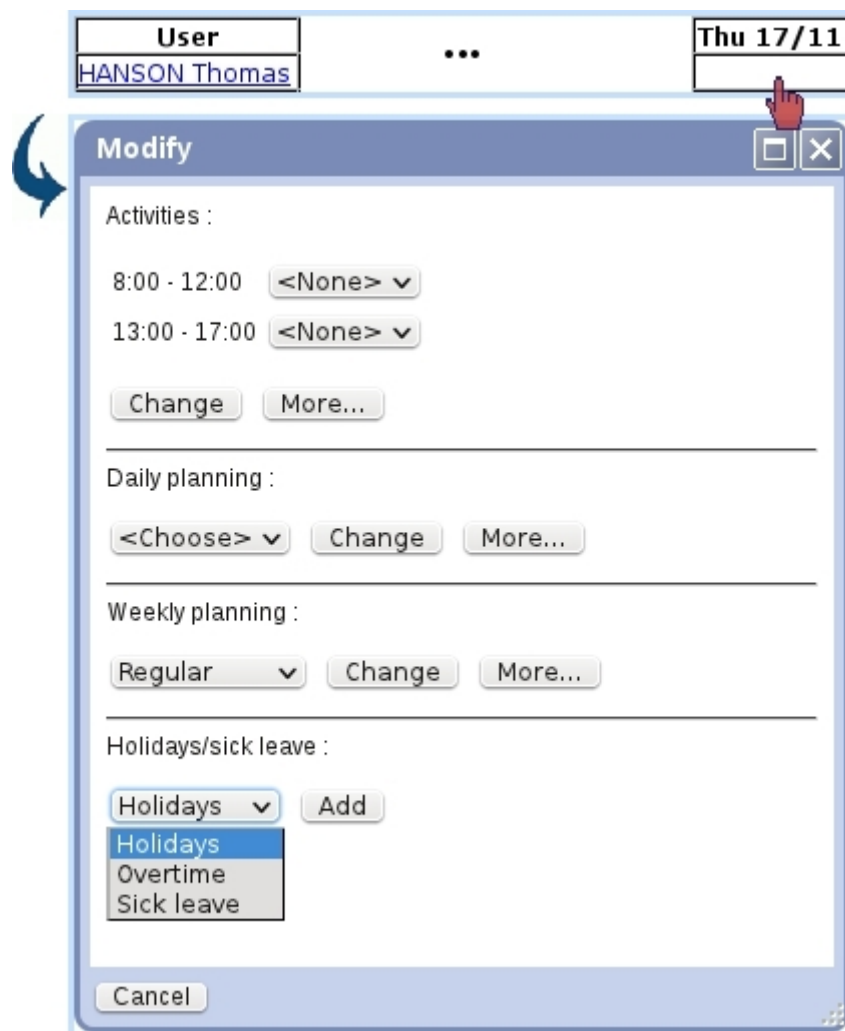 User ... Thu 17/11
HANSON Thomas
Modify
Activities :
8:00 - 12:00 <None>
13:00 - 17:00 <None>
Change More...
Daily planning :
<Choose> Change More...
Weekly planning :
Regular Change More...
Holidays/sick leave :
Holidays Add
Holidays
Overtime
Sick leave
Cancel